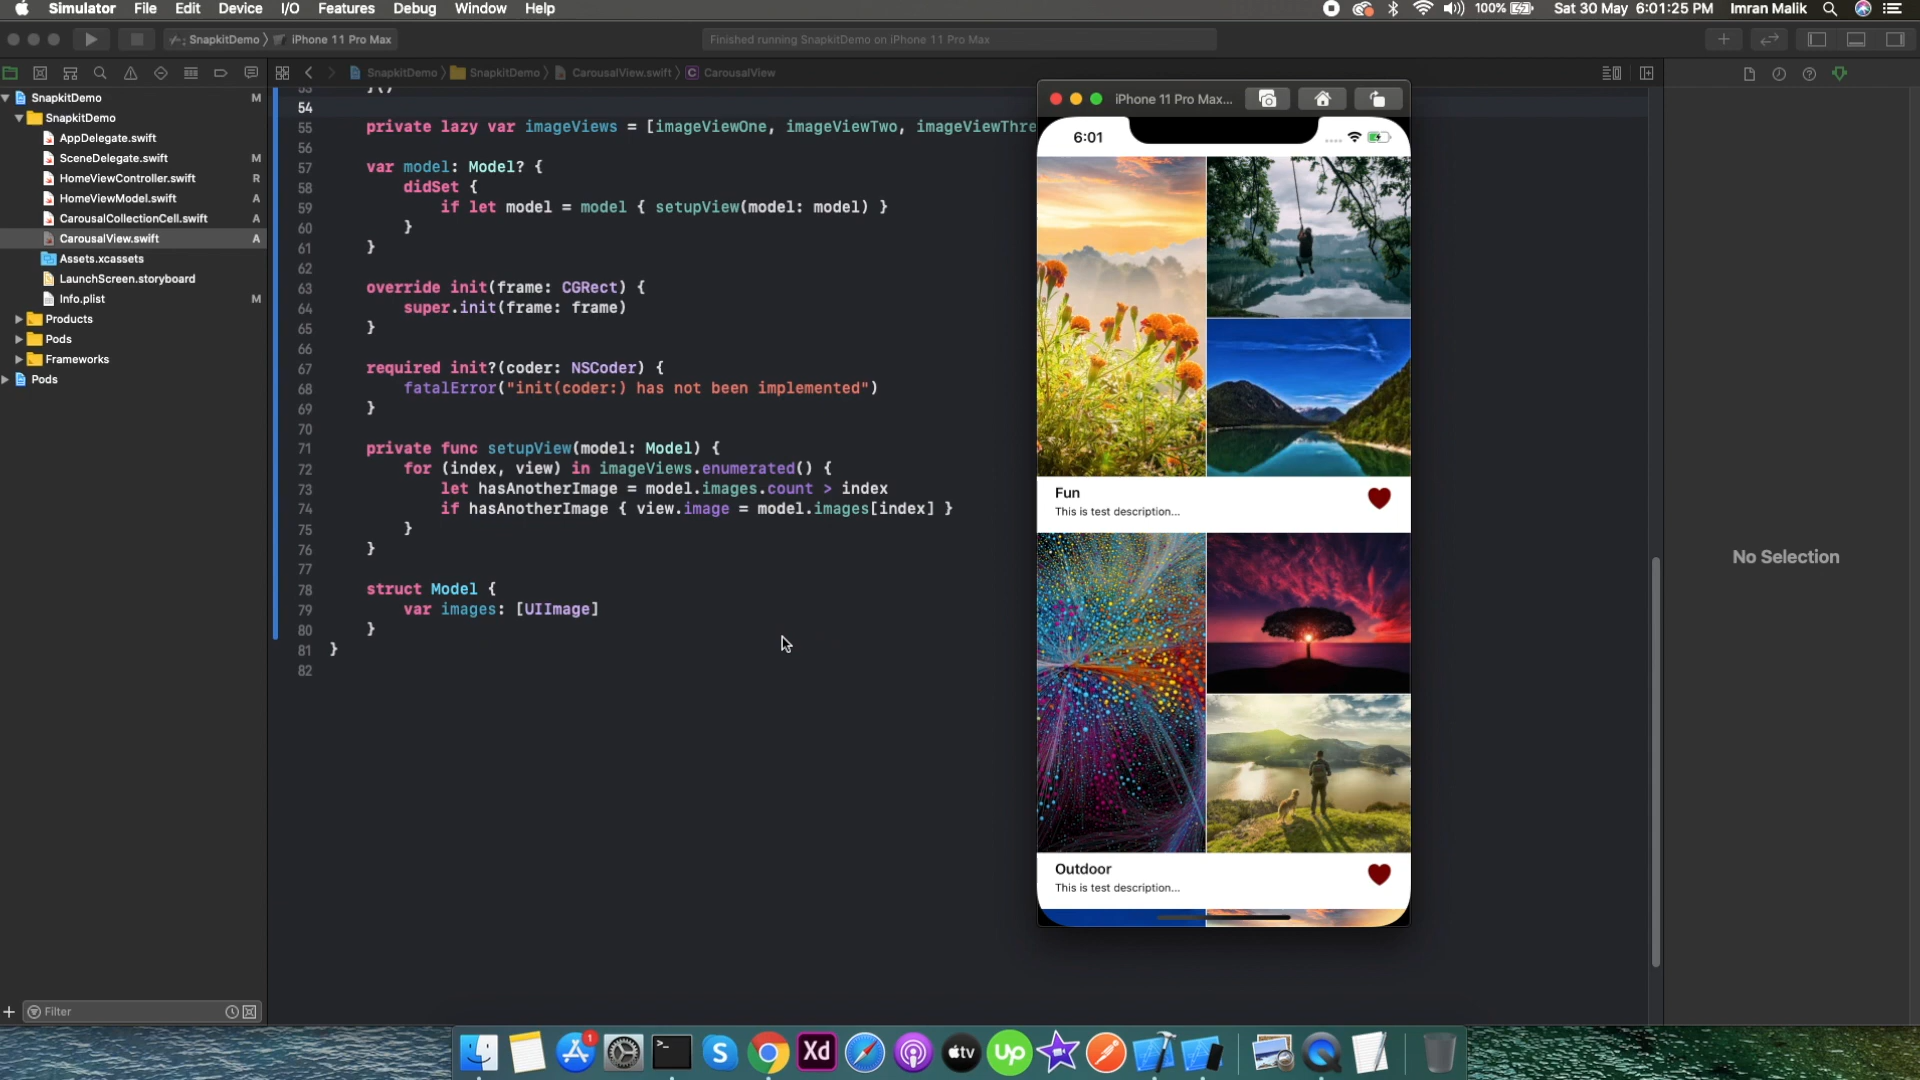 Simulator File Edit Device I/O Features Debug Window Help 100% Sat 30 May 6:01:25 PM Imran Malik
SnapkitDemo 〉 iPhone 11 Pro Max
Finished running SnapkitDemo on iPhone 11 Pro Max
SnapkitDemo 〉 SnapkitDemo 〉 CarousalView.swift 〉 C CarousalView
SnapkitDemo M
SnapkitDemo
AppDelegate.swift
SceneDelegate.swift M
HomeViewController.swift R
HomeViewModel.swift A
CarousalCollectionCell.swift A
CarousalView.swift A
Assets.xcassets
LaunchScreen.storyboard
Info.plist M
Products
Pods
Frameworks
Pods
Filter
53 }()
54
55 private lazy var imageViews = [imageViewOne, imageViewTwo, imageViewThre
56
57 var model: Model? {
58 didSet {
59 if let model = model { setupView(model: model) }
60 }
61 }
62
63 override init(frame: CGRect) {
64 super.init(frame: frame)
65 }
66
67 required init?(coder: NSCoder) {
68 fatalError("init(coder:) has not been implemented")
69 }
70
71 private func setupView(model: Model) {
72 for (index, view) in imageViews.enumerated() {
73 let hasAnotherImage = model.images.count > index
74 if hasAnotherImage { view.image = model.images[index] }
75 }
76 }
77
78 struct Model {
79 var images: [UIImage]
80 }
81 }
82
iPhone 11 Pro Max...
6:01
Fun
This is test description...
Outdoor
This is test description...
No Selection
1
S
Xd
tv
Up